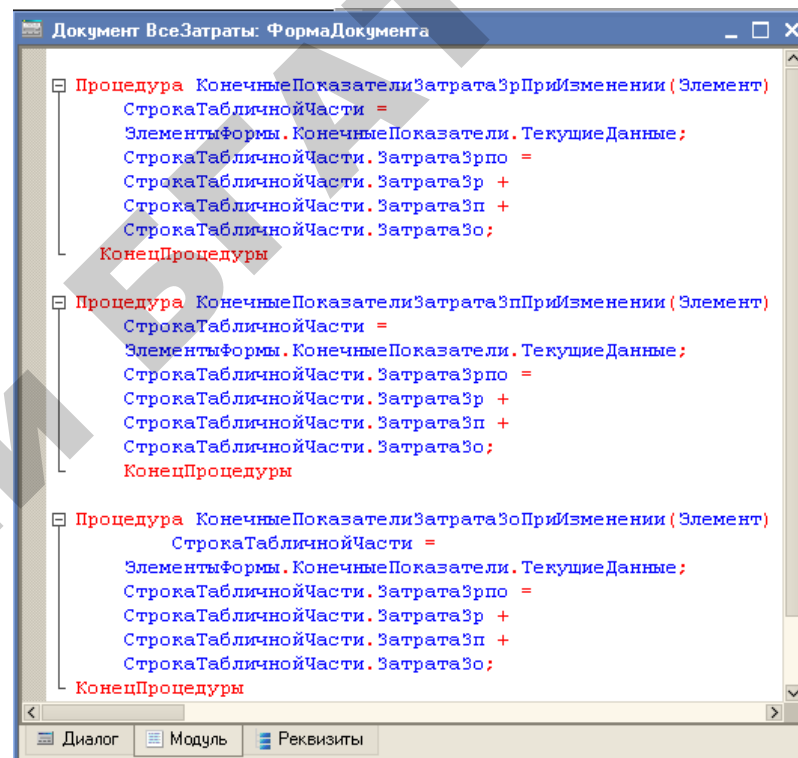 Документ ВсеЗатраты: ФормаДокумента
Процедура КонечныеПоказателиЗатратаЗрПриИзменении(Элемент)
СтрокаТабличнойЧасти =
ЭлементыФормы.КонечныеПоказатели.ТекущиеДанные;
СтрокаТабличнойЧасти.ЗатратаЗрпо =
СтрокаТабличнойЧасти.ЗатратаЗр +
СтрокаТабличнойЧасти.ЗатратаЗп +
СтрокаТабличнойЧасти.ЗатратаЗо;
КонецПроцедуры
Процедура КонечныеПоказателиЗатратаЗпПриИзменении(Элемент)
СтрокаТабличнойЧасти =
ЭлементыФормы.КонечныеПоказатели.ТекущиеДанные;
СтрокаТабличнойЧасти.ЗатратаЗрпо =
СтрокаТабличнойЧасти.ЗатратаЗр +
СтрокаТабличнойЧасти.ЗатратаЗп +
СтрокаТабличнойЧасти.ЗатратаЗо;
КонецПроцедуры
Процедура КонечныеПоказателиЗатратаЗоПриИзменении(Элемент)
СтрокаТабличнойЧасти =
ЭлементыФормы.КонечныеПоказатели.ТекущиеДанные;
СтрокаТабличнойЧасти.ЗатратаЗрпо =
СтрокаТабличнойЧасти.ЗатратаЗр +
СтрокаТабличнойЧасти.ЗатратаЗп +
СтрокаТабличнойЧасти.ЗатратаЗо;
КонецПроцедуры
Диалог Модуль Реквизиты
И БГАТ